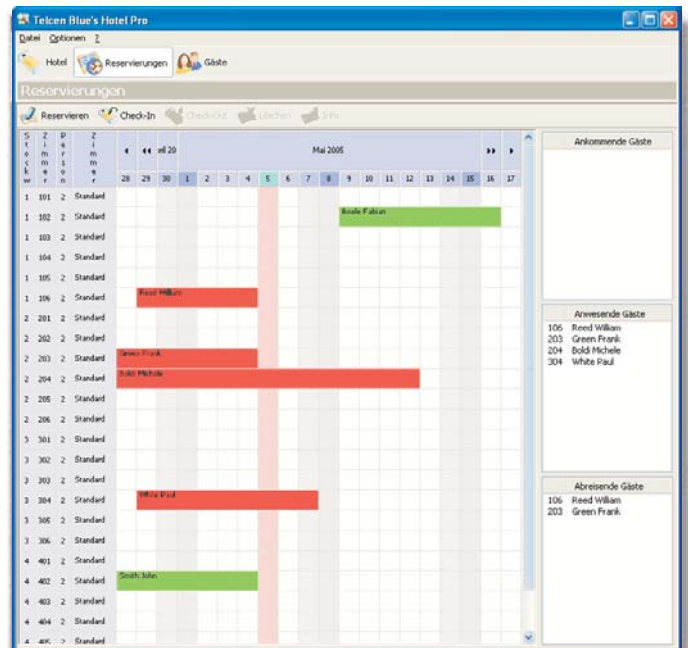 Telcen Blue's Hotel Pro
Datei Optionen ?
Hotel Reservierungen Gäste
Reservierungen
Reservieren Check-In Check-Out Löschen Info
Stockw Zimmer Person Zimmer
ril 20 Mai 2005
28 29 30 1 2 3 4 5 6 7 8 9 10 11 12 13 14 15 16 17
1 101 2 Standard
1 102 2 Standard Fabian
1 103 2 Standard
1 104 2 Standard
1 105 2 Standard
1 106 2 Standard Reed William
2 201 2 Standard
2 202 2 Standard
2 203 2 Standard Green Frank
2 204 2 Standard Boldi Michele
2 205 2 Standard
2 206 2 Standard
3 301 2 Standard
3 302 2 Standard
3 303 2 Standard
3 304 2 Standard White Paul
3 305 2 Standard
3 306 2 Standard
4 401 2 Standard
4 402 2 Standard Smith John
4 403 2 Standard
4 404 2 Standard
4 405 2 Standard
Ankommende Gäste
Anwesende Gäste
106 Reed William
203 Green Frank
204 Boldi Michele
304 White Paul
Abreisende Gäste
106 Reed William
203 Green Frank